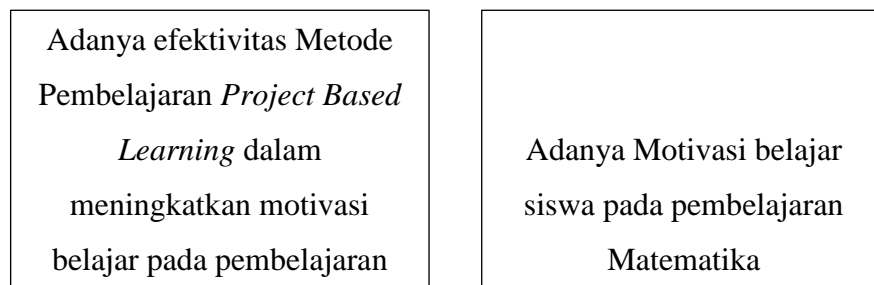 Adanya efektivitas Metode
Pembelajaran Project Based
Learning dalam
meningkatkan motivasi
belajar pada pembelajaran
Adanya Motivasi belajar
siswa pada pembelajaran
Matematika